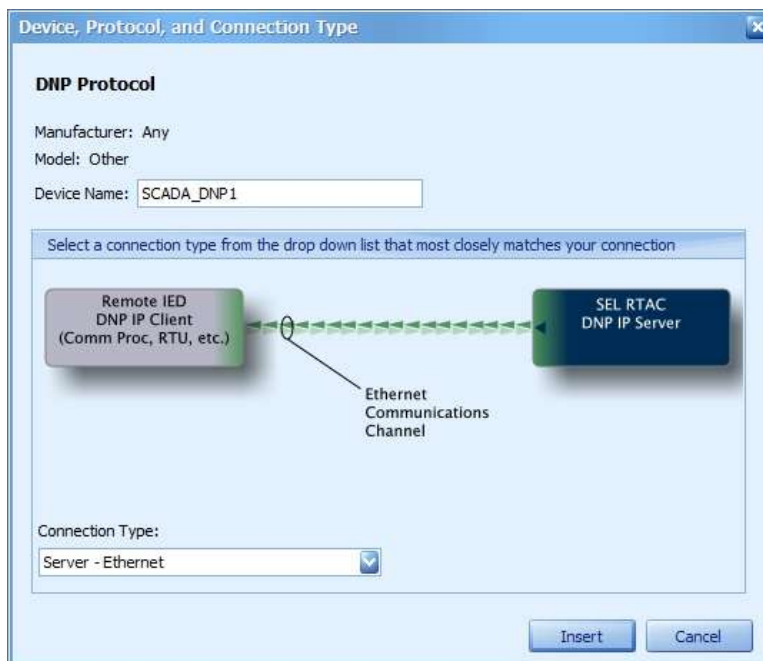 Device, Protocol, and Connection Type
DNP Protocol
Manufacturer: Any
Model: Other
Device Name: SCADA_DNP1
Select a connection type from the drop down list that most closely matches your connection
Remote IED
DNP IP Client
(Comm Proc, RTU, etc.)
SEL RTAC
DNP IP Server
Ethernet
Communications
Channel
Connection Type:
Server - Ethernet
Insert Cancel